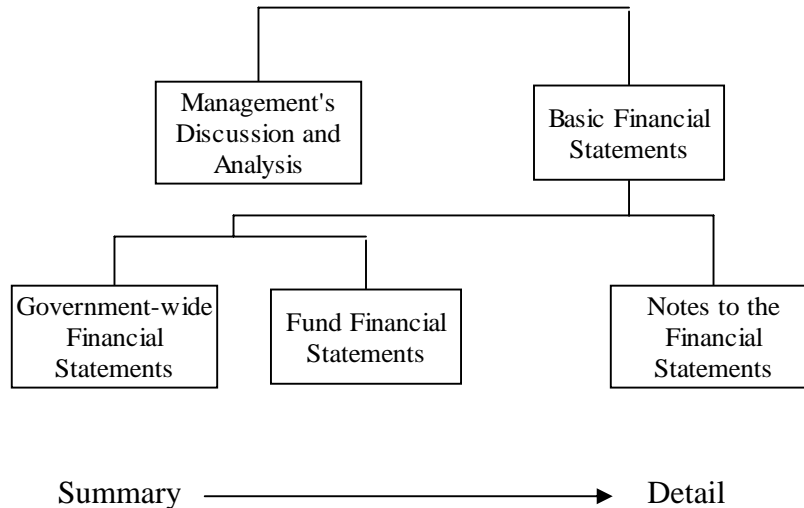 Management's
Discussion and
Analysis
Basic Financial
Statements
Government-wide
Financial
Statements
Fund Financial
Statements
Notes to the
Financial
Statements
Summary
Detail